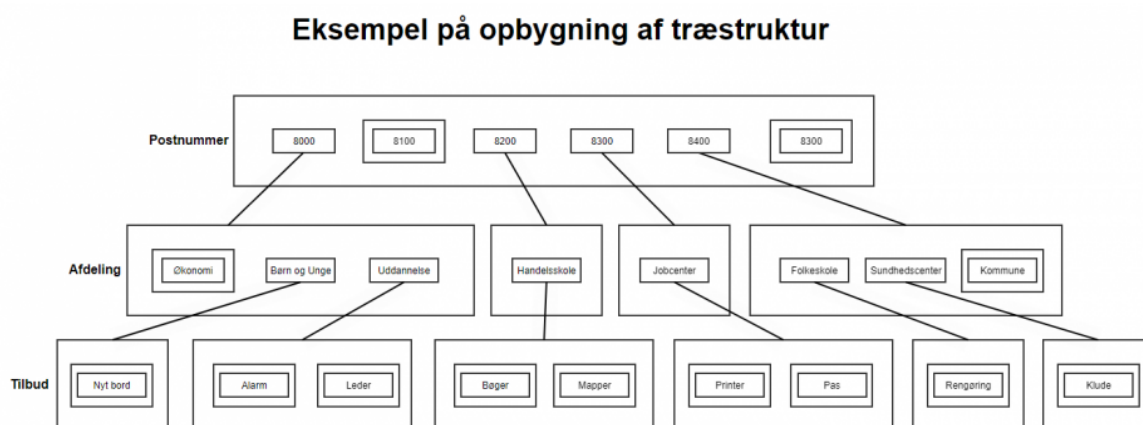 Eksempel på opbygning af træstruktur
Postnummer 8000 8100 8200 8300 8400 8300
Afdeling Økonomi Børn og Unge Uddannelse Handelsskole Jobcenter Folkeskole Sundhedscenter Kommune
Tilbud Nyt bord Alarm Leder Bøger Mapper Printer Pas Rengøring Klude